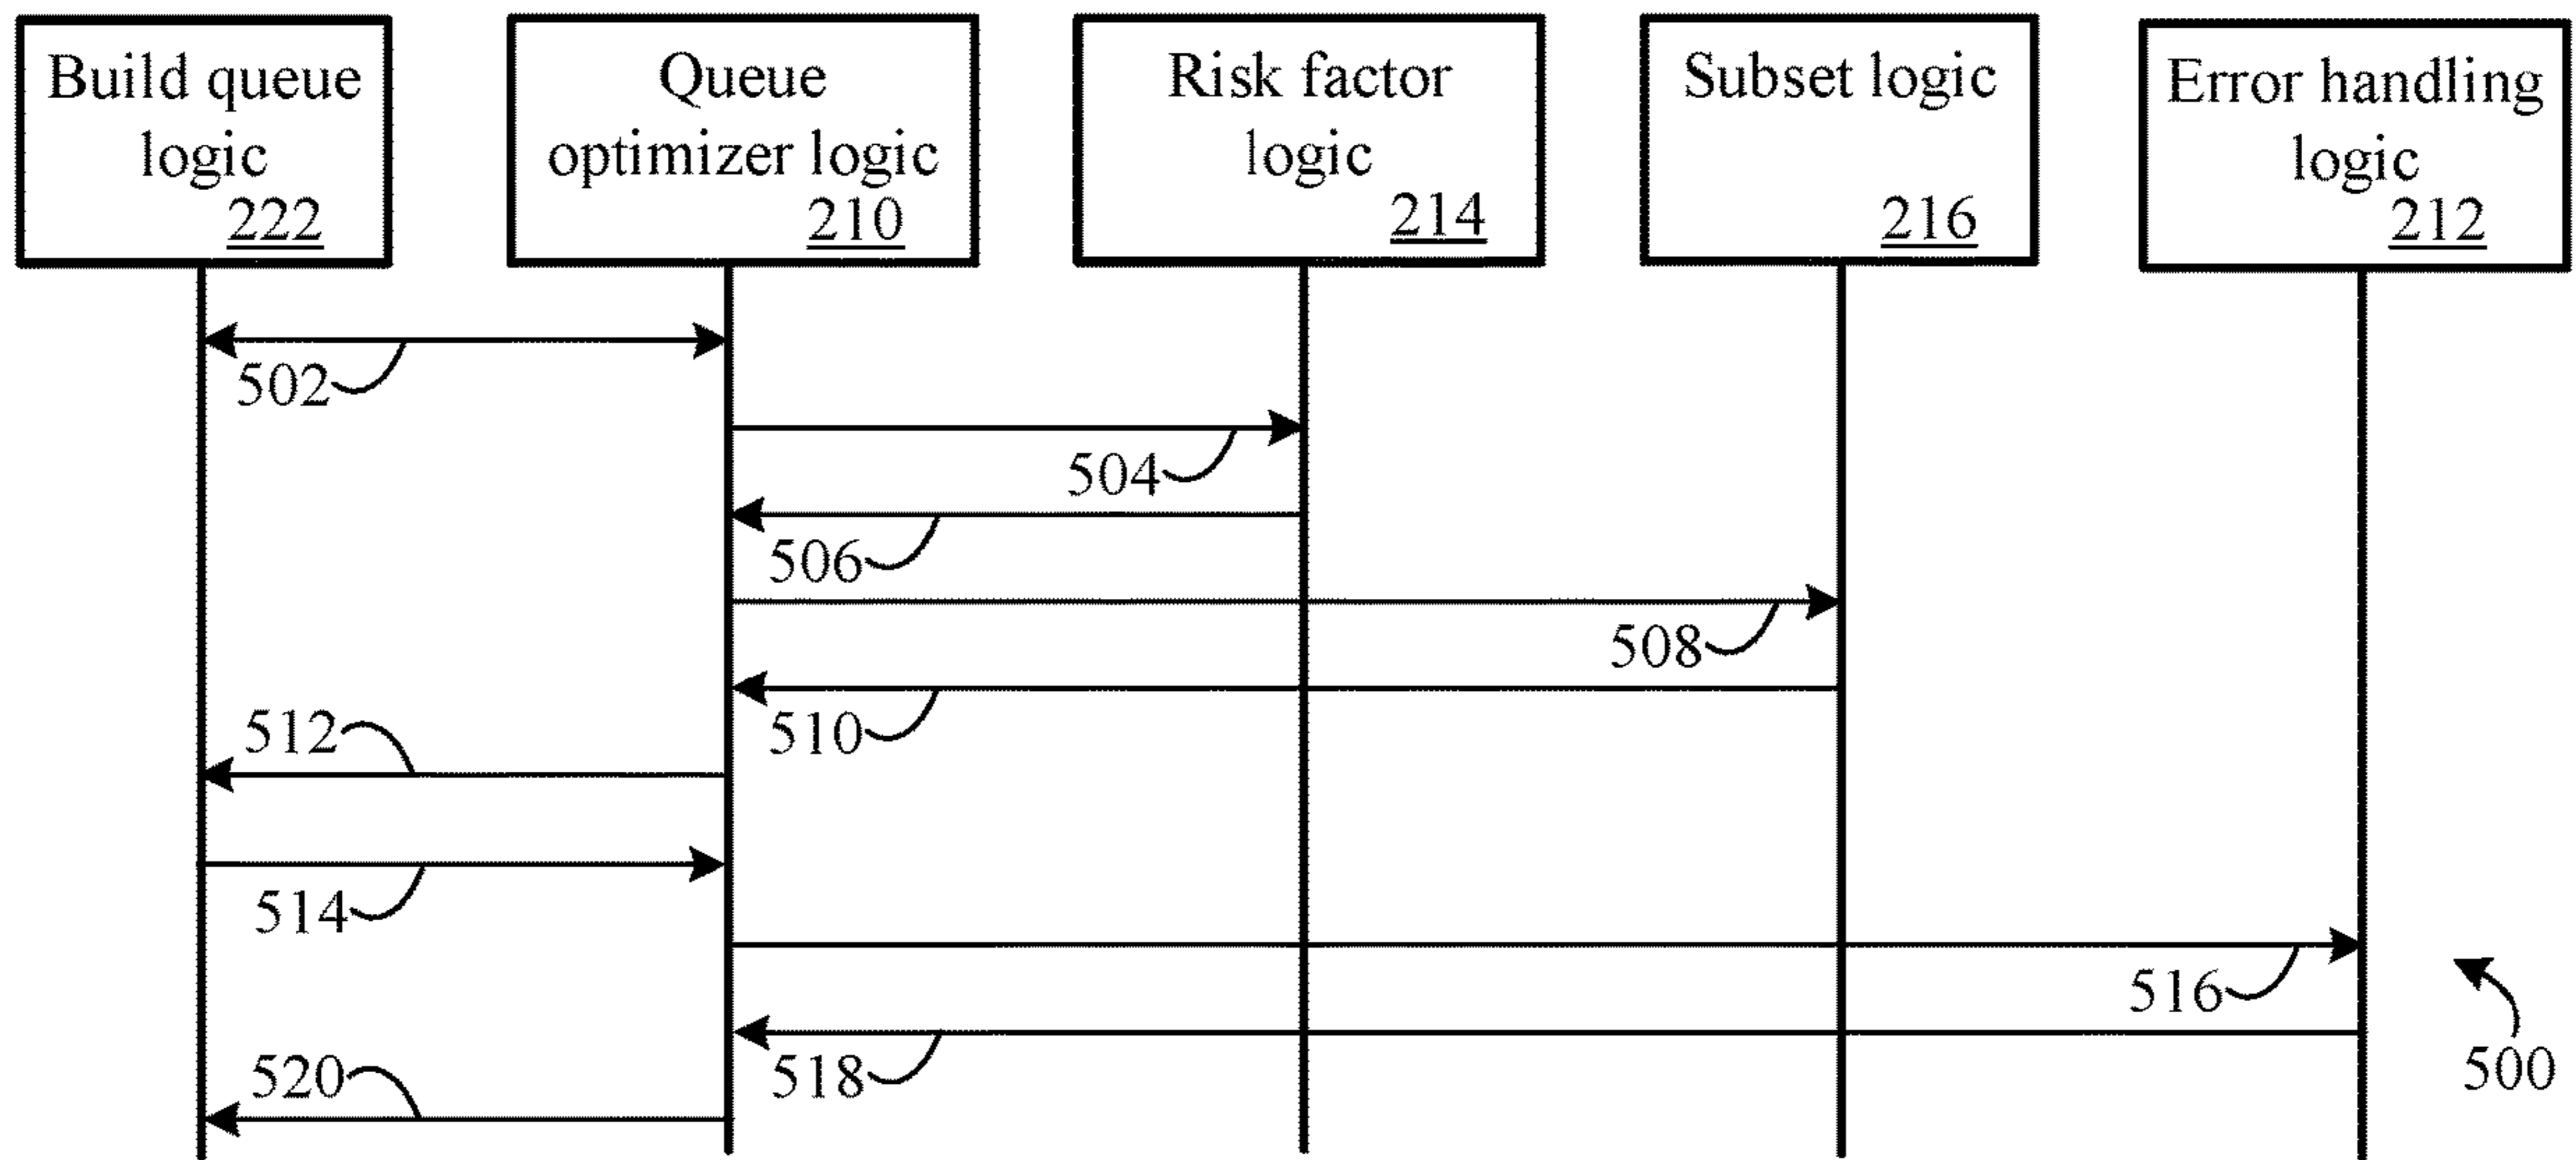 Build queue
logic
222
Queue
optimizer logic
210
Risk factor
logic
214
Subset logic
216
Error handling
logic
212
502
504
506
508
510
512
514
516
518
520
500